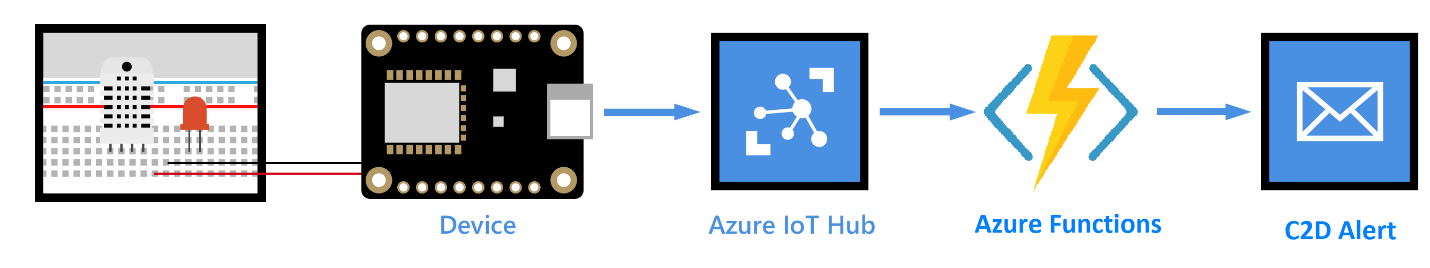 Device
Azure IoT Hub
Azure Functions
C2D Alert